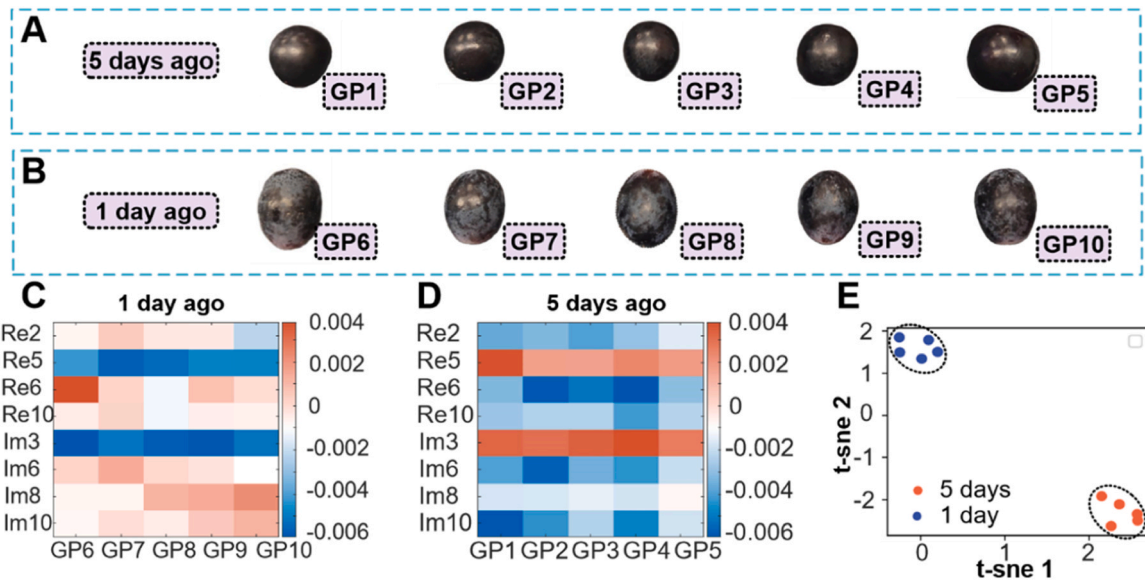 A
5 days ago
GP1
GP2
GP3
GP4
GP5
B
1 day ago
GP6
GP7
GP8
GP9
GP10
C
1 day ago
Re2
Re5
Re6
Re10
Im3
Im6
Im8
Im10
GP6 GP7 GP8 GP9 GP10
0.004
0.002
0
-0.002
-0.004
-0.006
D
5 days ago
Re2
Re5
Re6
Re10
Im3
Im6
Im8
Im10
GP1 GP2 GP3 GP4 GP5
0.004
0.002
0
-0.002
-0.004
-0.006
E
t-sne 2
2
1
0
-1
-2
5 days
1 day
0 1 2
t-sne 1